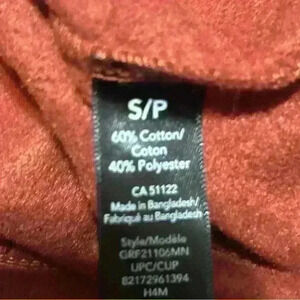 S/P
60% Cotton/
Coton
40% Polyester
CA 51122
Made in Bangladesh/
Fabriqué au Bangladesh
Style/Modèle
GRF21106MN
UPC/CUP
82172961394
H4M